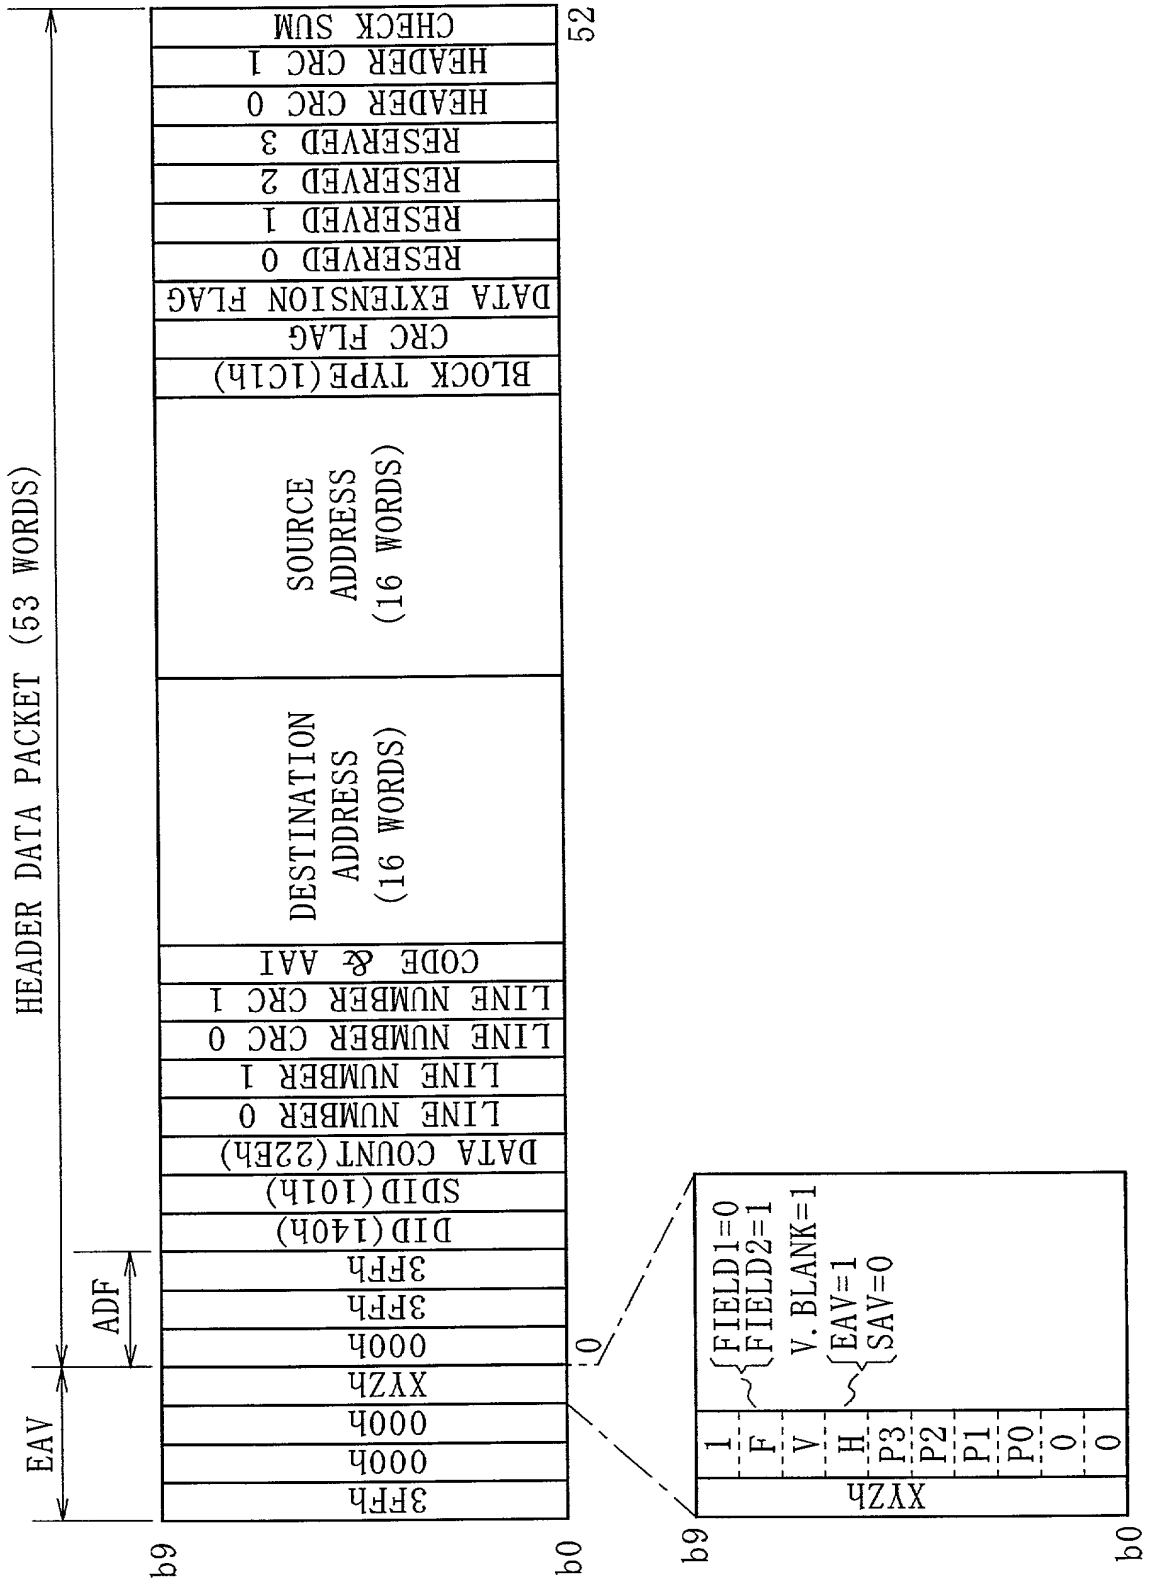 HEADER DATA PACKET (53 WORDS)
EAV
ADF
b9
b0
3FFh
000h
000h
XYZh
000h
3FFh
3FFh
DID(140h)
SDID(101h)
DATA COUNT(22Eh)
LINE NUMBER 0
LINE NUMBER 1
LINE NUMBER CRC 0
LINE NUMBER CRC 1
CODE & AAI
DESTINATION
ADDRESS
(16 WORDS)
SOURCE
ADDRESS
(16 WORDS)
BLOCK TYPE(1C1h)
CRC FLAG
DATA EXTENSION FLAG
RESERVED 0
RESERVED 1
RESERVED 2
RESERVED 3
HEADER CRC 0
HEADER CRC 1
CHECK SUM
0
52
b9
b0
XYZh
1
F
V
H
P3
P2
P1
P0
0
0
FIELD1=0
FIELD2=1
V.BLANK=1
EAV=1
SAV=0